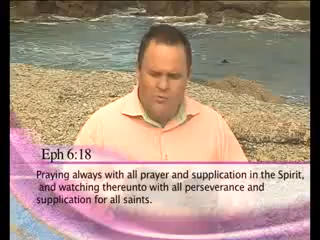 Eph 6:18
Praying always with all prayer and supplication in the Spirit,
and watching thereunto with all perseverance and
supplication for all saints.